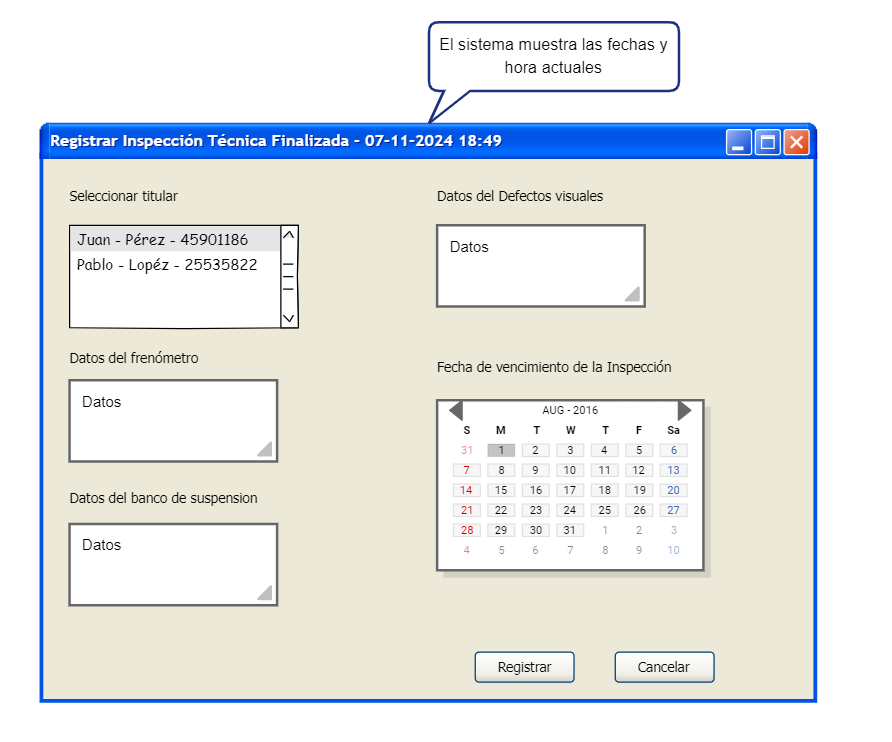 El sistema muestra las fechas y
hora actuales
Registrar Inspección Técnica Finalizada - 07-11-2024 18:49
Seleccionar titular
Juan - Pérez - 45901186
Pablo - Lopéz - 25535822
Datos del frenómetro
Datos
Datos del banco de suspension
Datos
Datos del Defectos visuales
Datos
Fecha de vencimiento de la Inspección
AUG - 2016
S M T W T F Sa
31 1 2 3 4 5 6
7 8 9 10 11 12 13
14 15 16 17 18 19 20
21 22 23 24 25 26 27
28 29 30 31 1 2 3
4 5 6 7 8 9 10
Registrar Cancelar